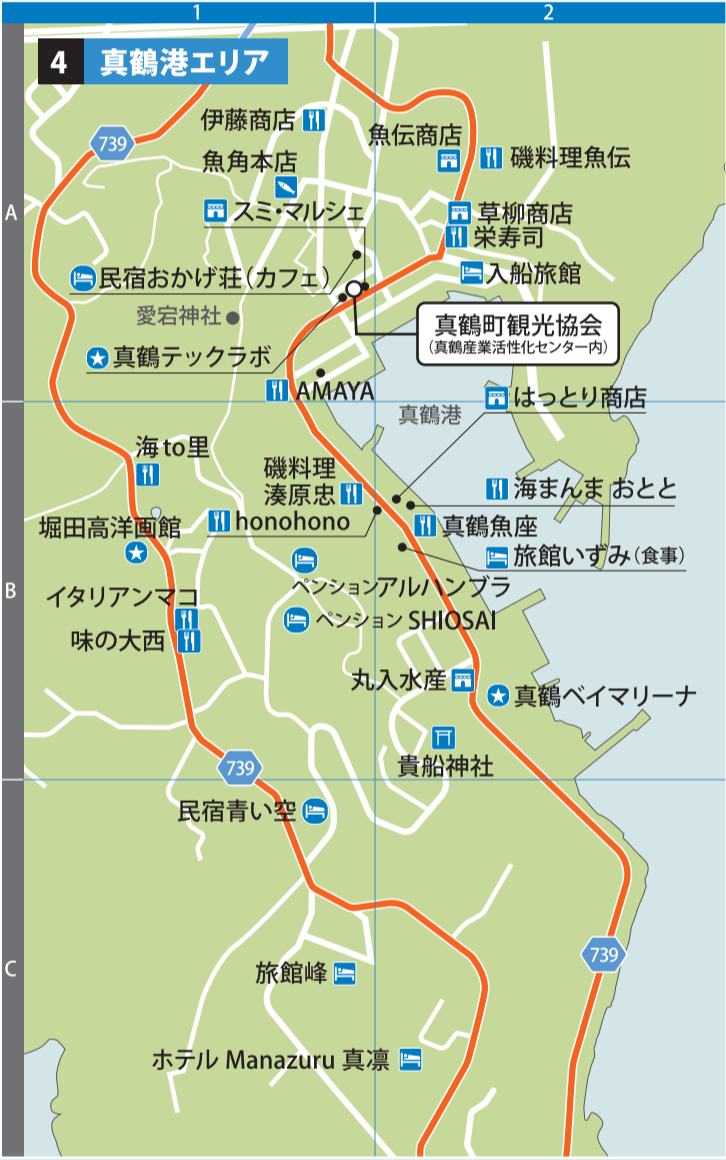 1
2
4 真鶴港エリア
伊藤商店
魚伝商店
739
磯料理魚伝
魚角本店
A
スミ・マルシェ
草柳商店
栄寿司
民宿おかげ荘（カフェ）
入船旅館
愛宕神社
真鶴町観光協会
（真鶴産業活性化センター内）
真鶴テックラボ
AMAYA
はっとり商店
真鶴港
海to里
磯料理
湊原忠
海まんま おとと
堀田高洋画館
honohono
真鶴魚座
旅館いずみ（食事）
B
ペンションアルハンブラ
イタリアンマコ
ペンション SHIOSAI
味の大西
丸入水産
真鶴ベイマリーナ
739
貴船神社
民宿青い空
739
C
旅館峰
ホテル Manazuru 真凛